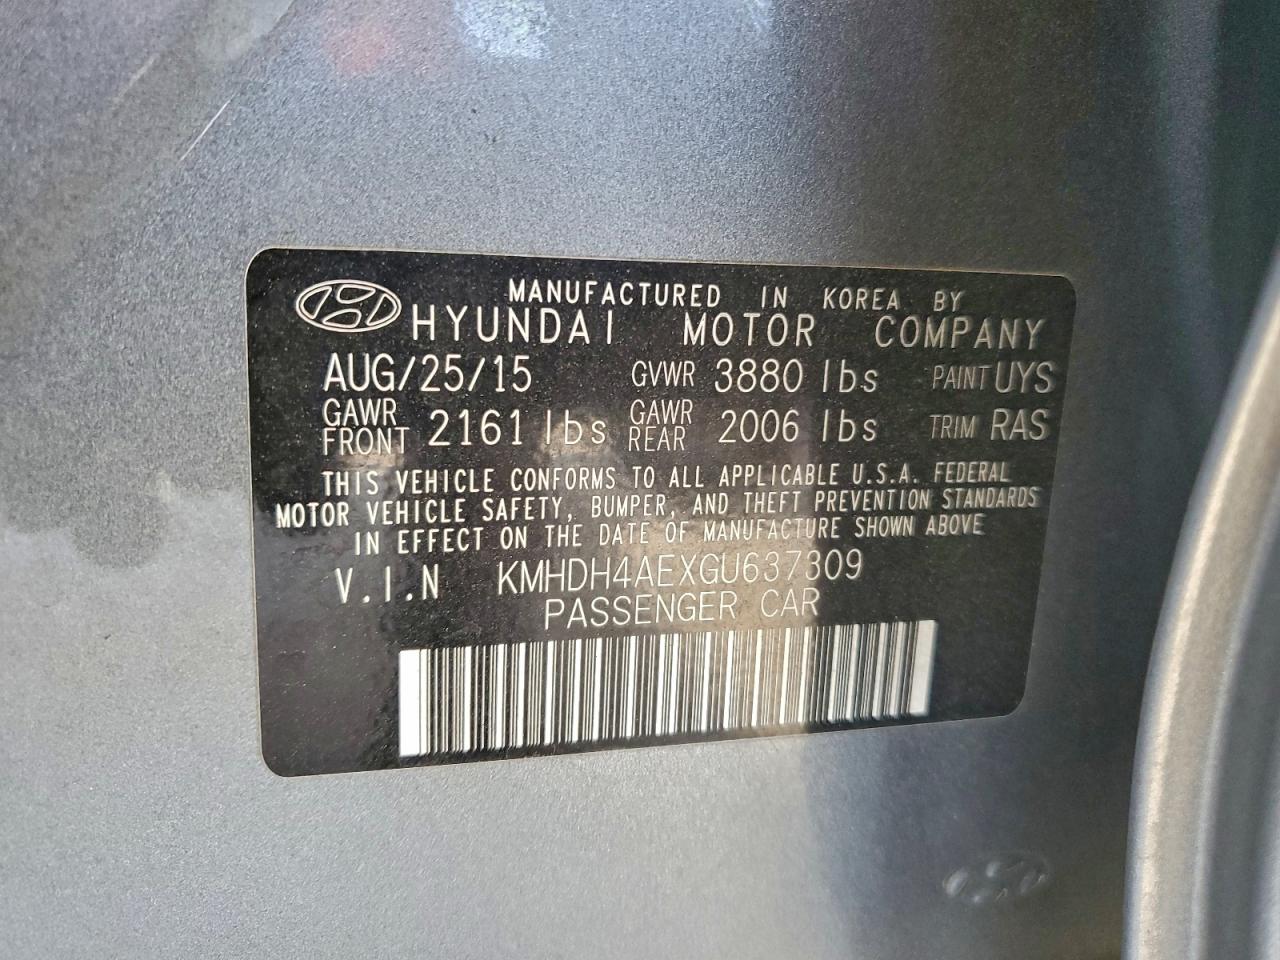 MANUFACTURED IN KOREA BY
HYUNDAI MOTOR COMPANY
AUG/25/15 GVWR 3880 lbs PAINT UYS
GAWR FRONT 2161 lbs GAWR REAR 2006 lbs TRIM RAS
THIS VEHICLE CONFORMS TO ALL APPLICABLE U.S.A. FEDERAL
MOTOR VEHICLE SAFETY, BUMPER, AND THEFT PREVENTION STANDARDS
IN EFFECT ON THE DATE OF MANUFACTURE SHOWN ABOVE
V.I.N KMHDH4AEXGU637309
PASSENGER CAR